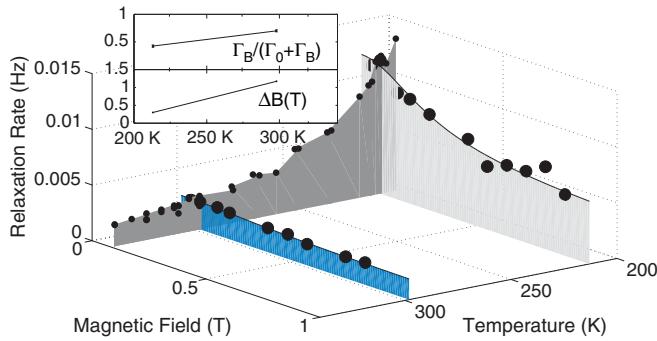 1
0.5
Γ_B/(Γ_0+Γ_B)
1.5
1
0.5
ΔB(T)
0
200 K 250 K 300 K
0.015
0.01
0.005
0
Relaxation Rate (Hz)
0
0.5
1
Magnetic Field (T)
200
250
300
Temperature (K)